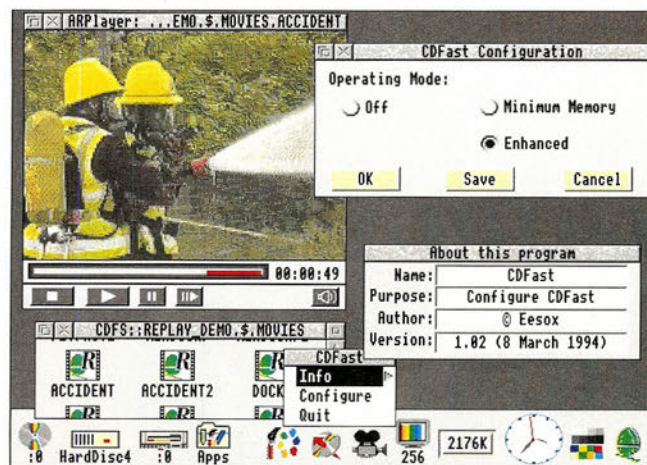 ARPlayer: ...EMO.$.MOVIES.ACCIDENT
00:00:49
CDFast Configuration
Operating Mode:
Off
Minimum Memory
Enhanced
OK
Save
Cancel
About this program
Name: CDFast
Purpose: Configure CDFast
Author: © Eesox
Version: 1.02 (8 March 1994)
CDFS::REPLAY_DEMO.$.MOVIES
ACCIDENT
ACCIDENT2
DOCK
CDFast
Info
Configure
Quit
:0
HardDisc4
:0
Apps
256
2176K